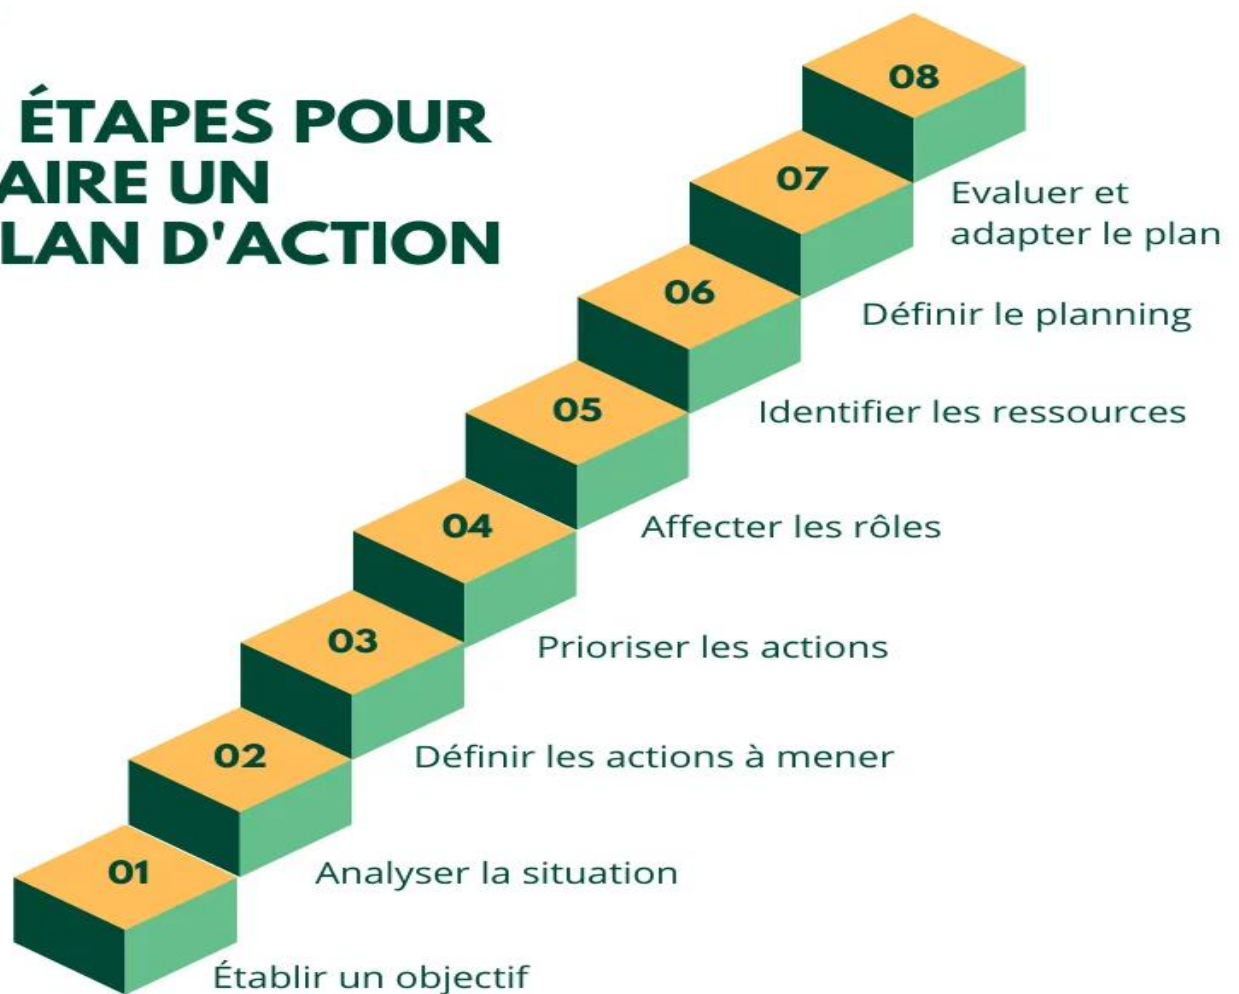 ÉTAPES POUR
AIRE UN
LAN D'ACTION
08
Evaluer et
adapter le plan
07
Définir le planning
06
Identifier les ressources
05
Affecter les rôles
04
Prioriser les actions
03
Définir les actions à mener
02
Analyser la situation
01
Établir un objectif